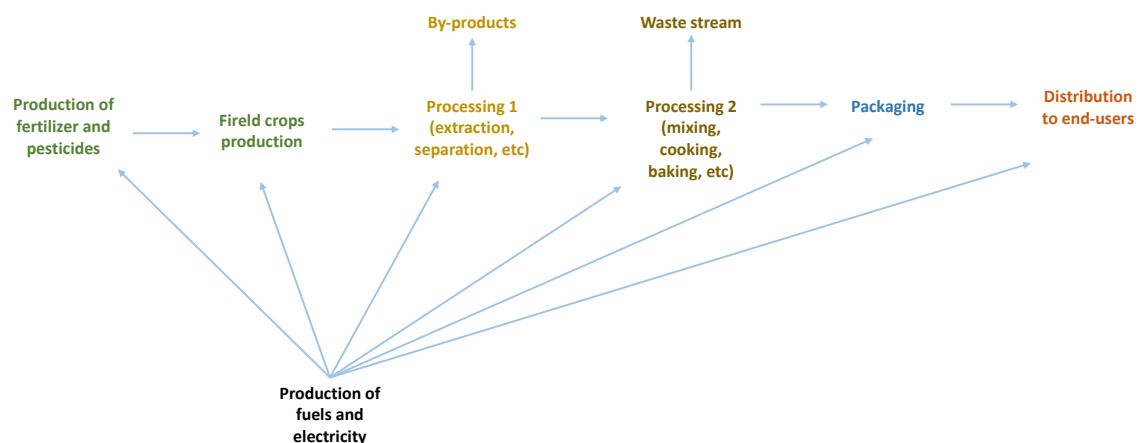 By-products
Waste stream
Production of
fertilizer and
pesticides
Fireld crops
production
Processing 1
(extraction,
separation, etc)
Processing 2
(mixing,
cooking,
baking, etc)
Packaging
Distribution
to end-users
Production of
fuels and
electricity